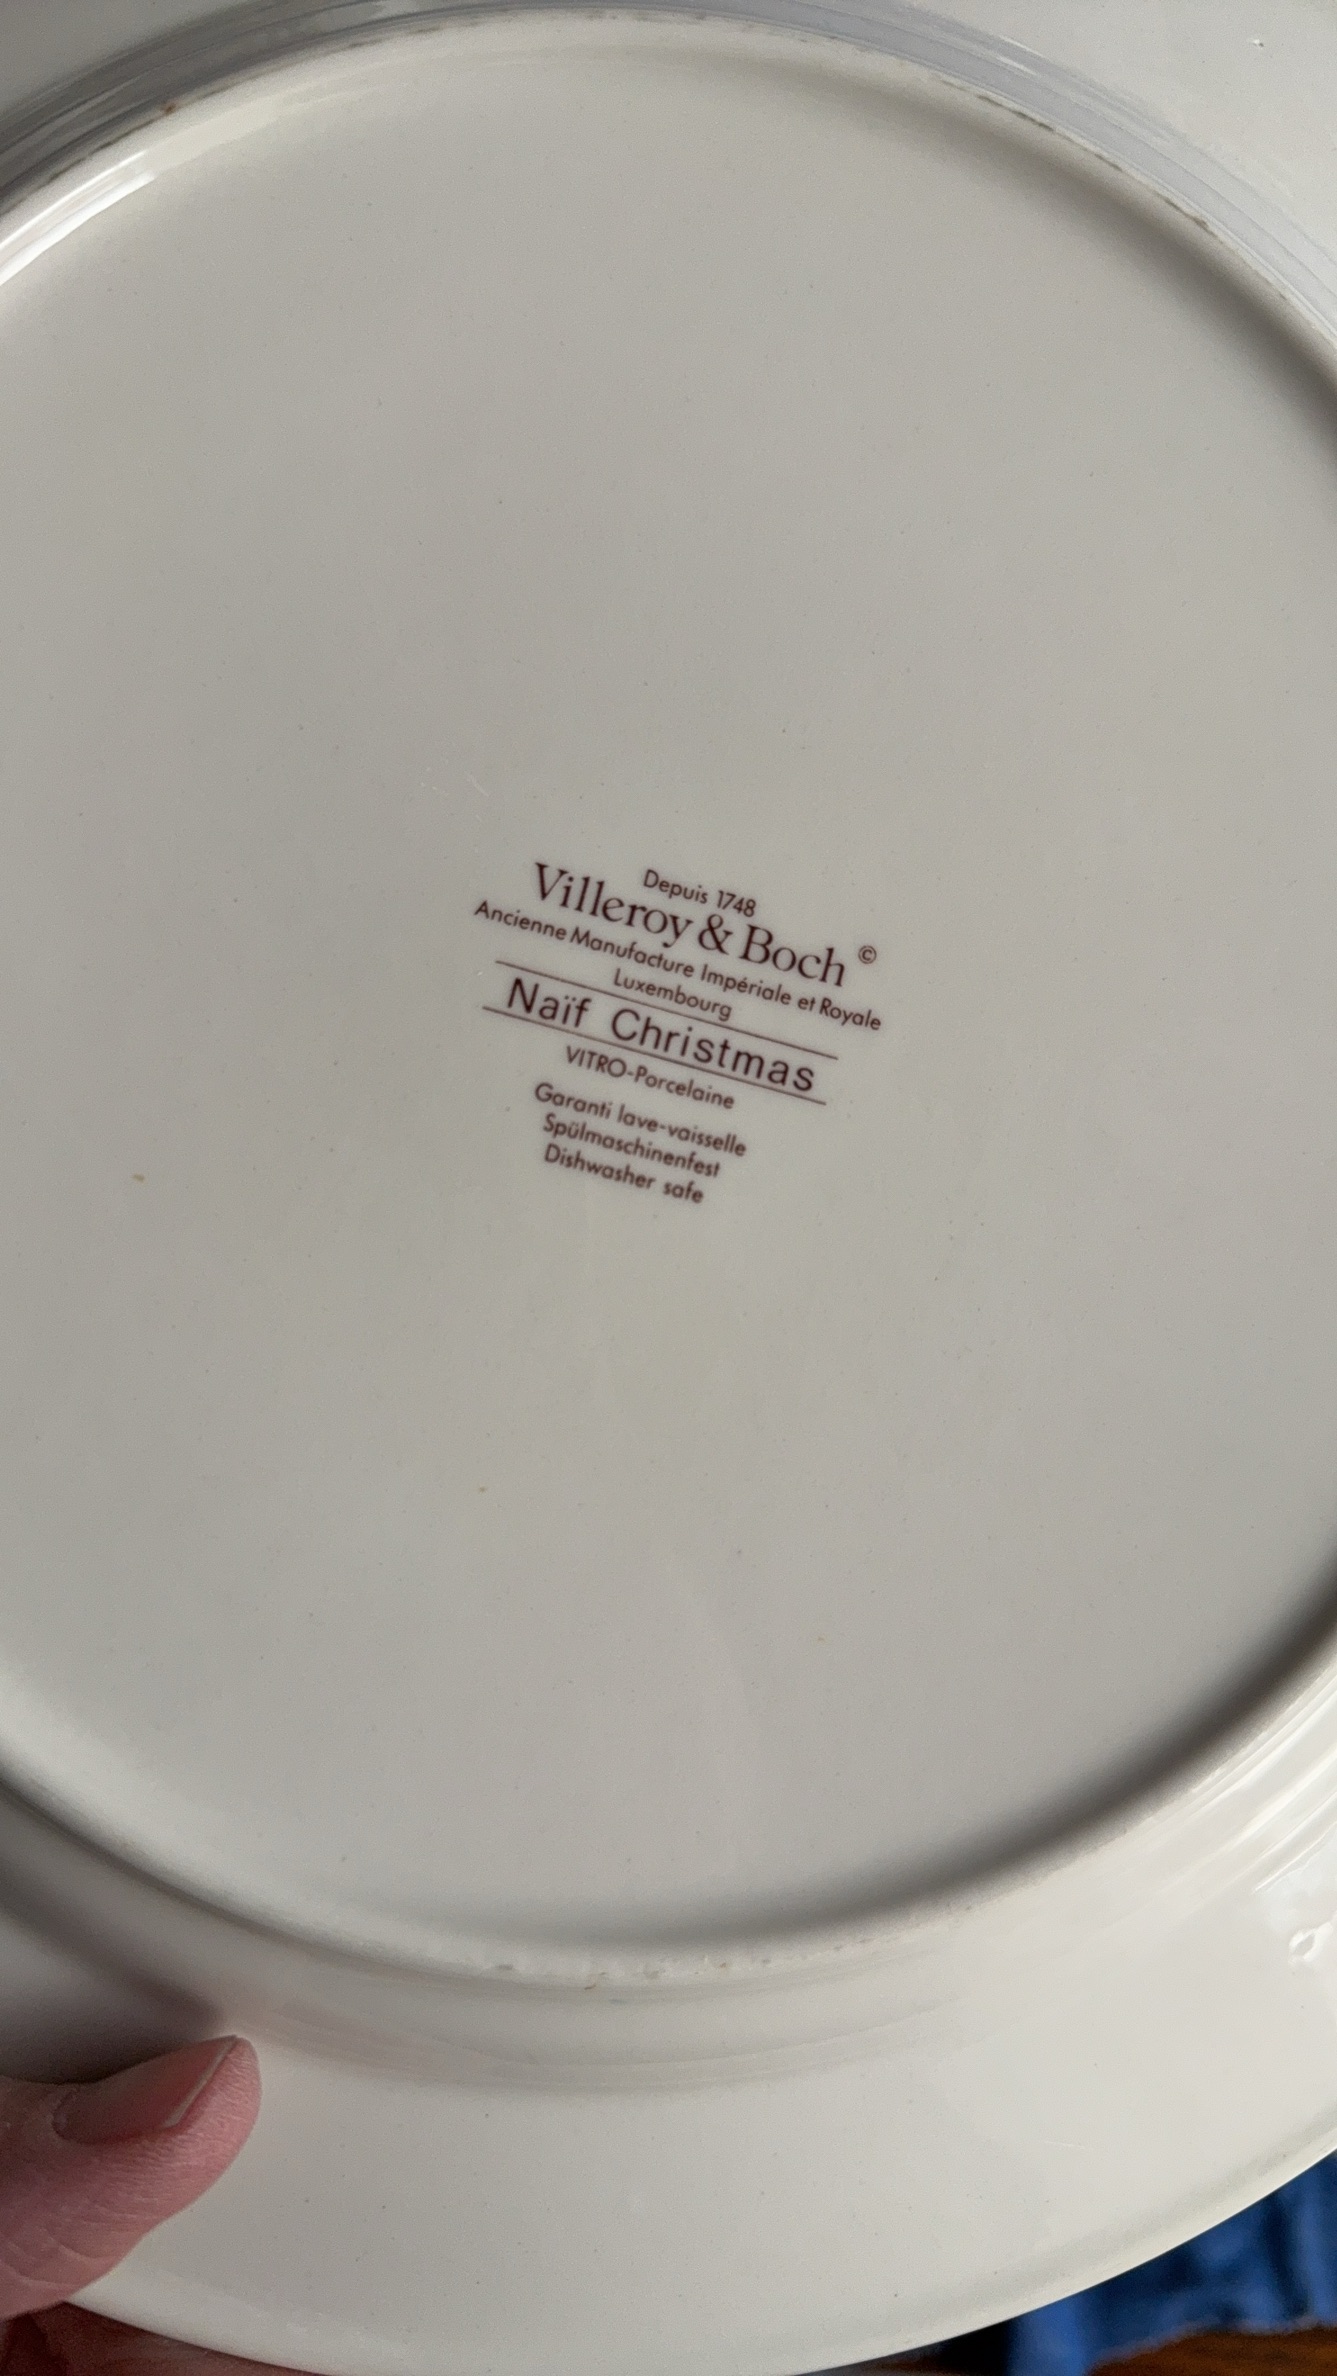 Depuis 1748
Villeroy & Boch ©
Ancienne Manufacture Impériale et Royale
Luxembourg
Naïf Christmas
VITRO-Porcelaine
Garanti lave-vaisselle
Spülmaschinenfest
Dishwasher safe